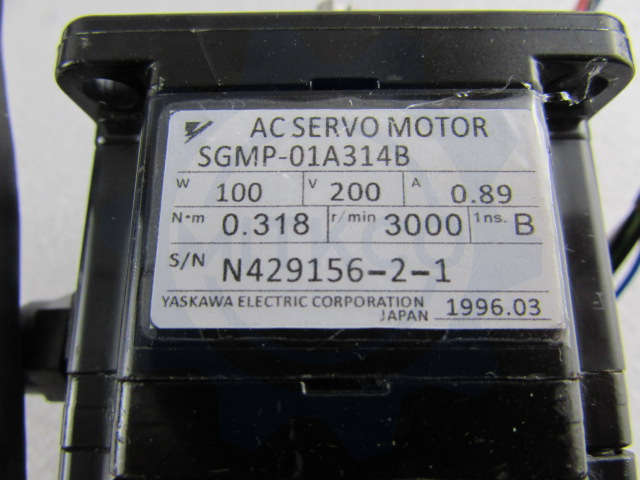 AC SERVO MOTOR
SGMP-01A314B
W 100 V 200 A 0.89
N·m 0.318 r/min 3000 1ns. B
S/N N429156-2-1
YASKAWA ELECTRIC CORPORATION
JAPAN 1996.03